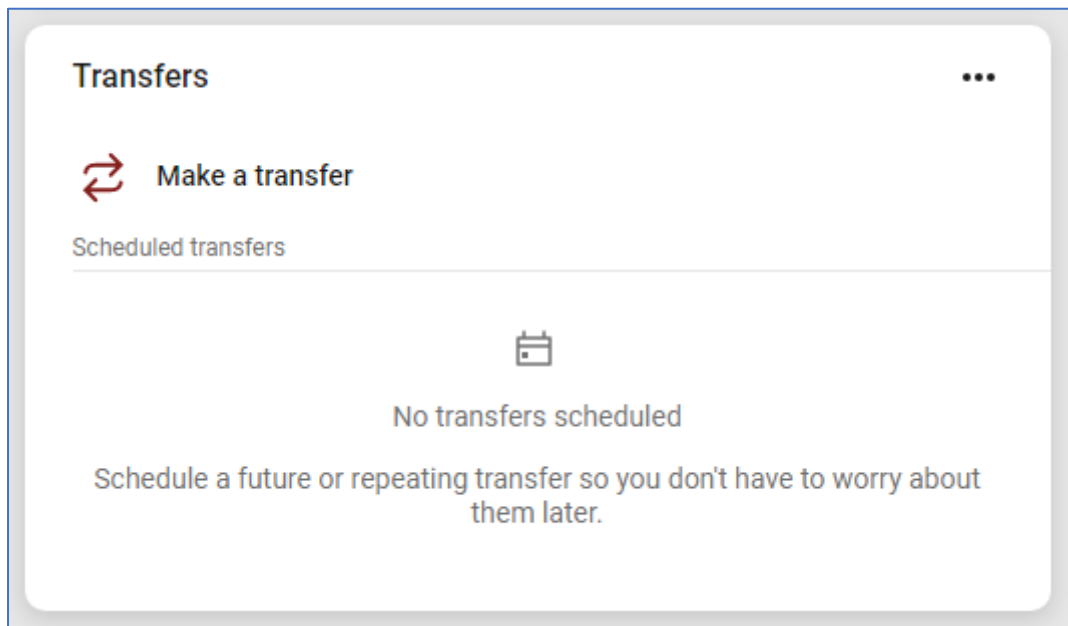 Transfers
Make a transfer
Scheduled transfers
No transfers scheduled
Schedule a future or repeating transfer so you don't have to worry about
them later.